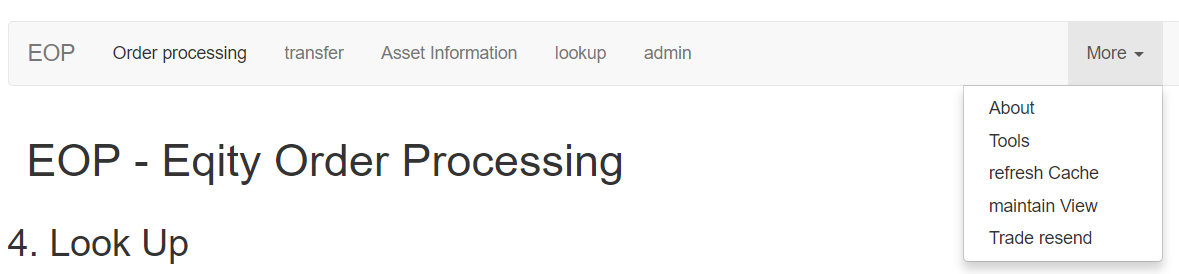 EOP Order processing transfer Asset Information lookup admin More
About
Tools
refresh Cache
maintain View
Trade resend
EOP - Eqity Order Processing
4. Look Up